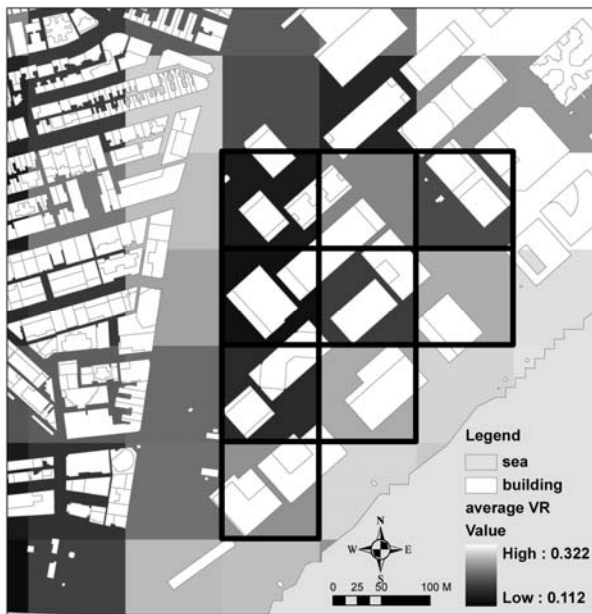 Legend
sea
building
average VR
Value
High : 0.322
Low : 0.112
N
W E
S
0 25 50 100 M